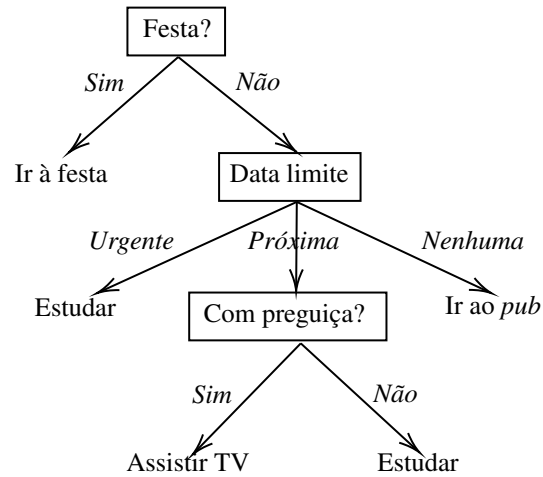 Festa?
Sim
Não
Ir à festa
Data limite
Urgente
Próxima
Nenhuma
Estudar
Com preguiça?
Ir ao pub
Sim
Não
Assistir TV
Estudar